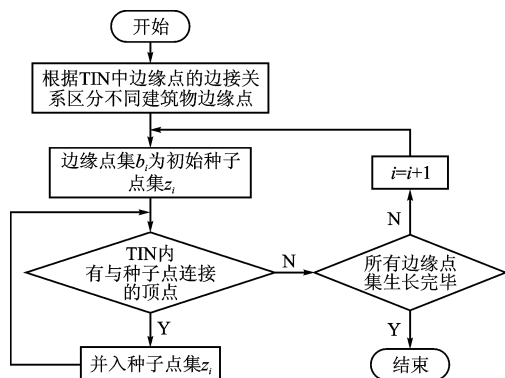 开始
根据TIN中边缘点的边接关
系区分不同建筑物边缘点
边缘点集bᵢ为初始种子
点集zᵢ
i=i+1
N
TIN内
有与种子点连接
的顶点
N
所有边缘点
集生长完毕
Y
Y
并入种子点集zᵢ
结束